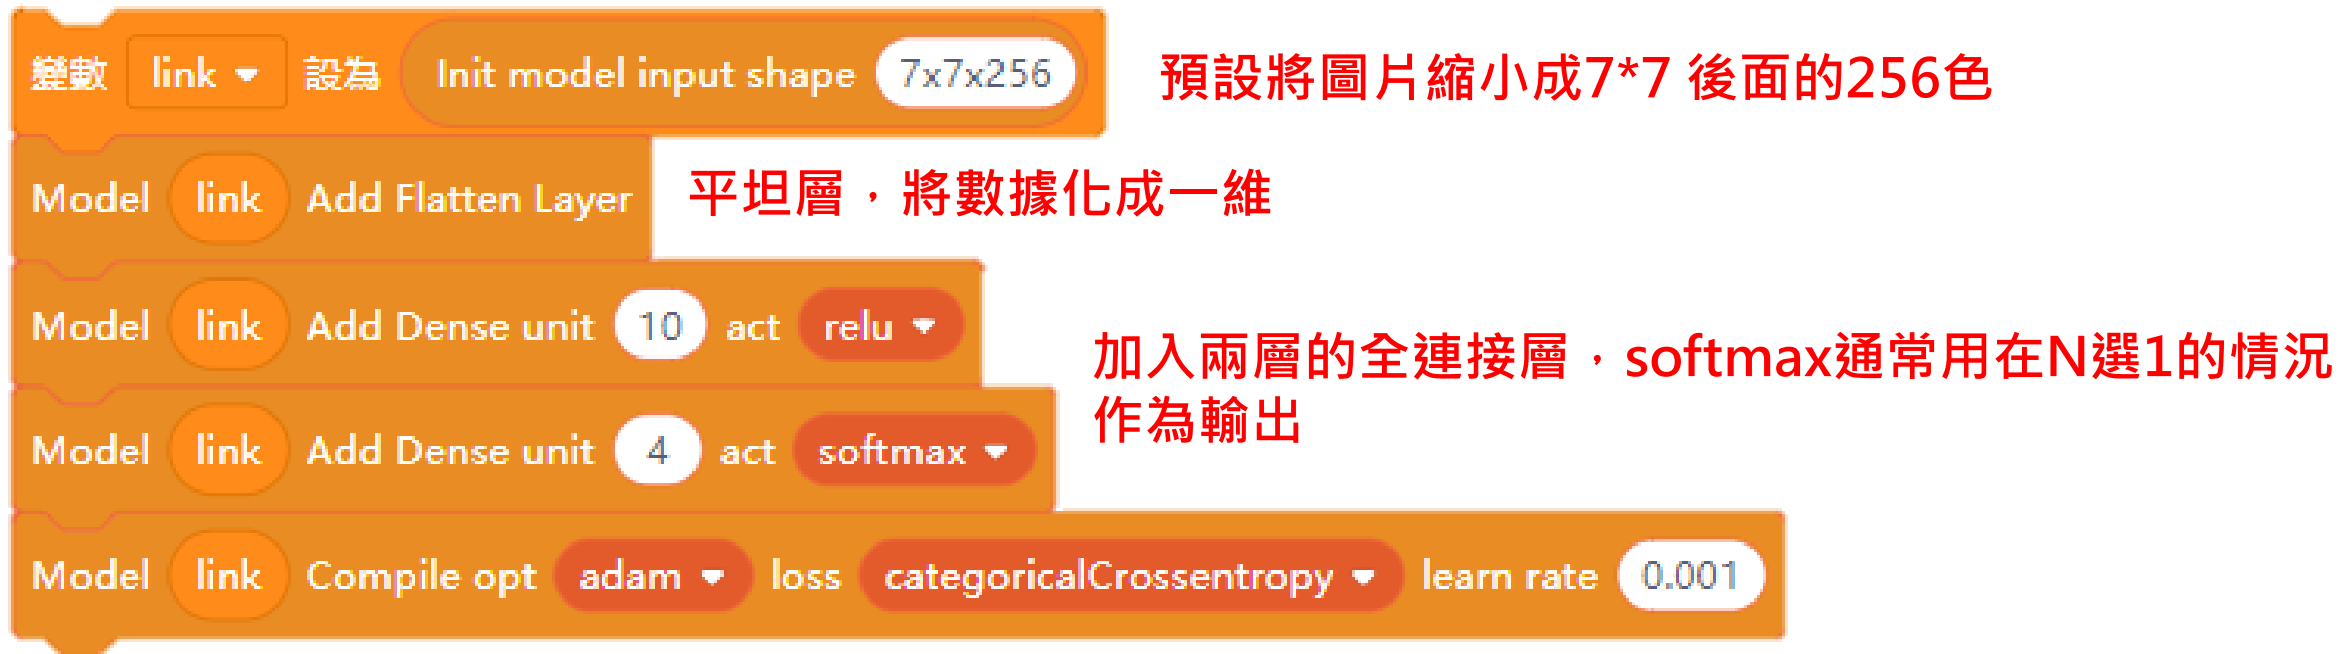 變數 link 設為 Init model input shape 7x7x256
預設將圖片縮小成7*7 後面的256色
Model link Add Flatten Layer
平坦層，將數據化成一維
Model link Add Dense unit 10 act relu
加入兩層的全連接層，softmax通常用在N選1的情況
作為輸出
Model link Add Dense unit 4 act softmax
Model link Compile opt adam loss categoricalCrossentropy learn rate 0.001